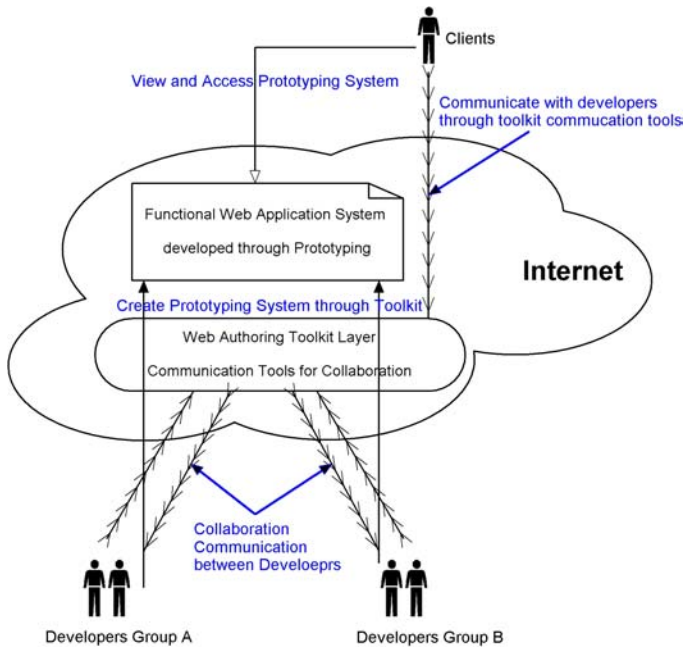 Clients
View and Access Prototyping System
Communicate with developers
through toolkit commucation tools
Functional Web Application System
developed through Prototyping
Internet
Create Prototyping System through Toolkit
Web Authoring Toolkit Layer
Communication Tools for Collaboration
Collaboration
Communication
between Develoeprs
Developers Group A
Developers Group B